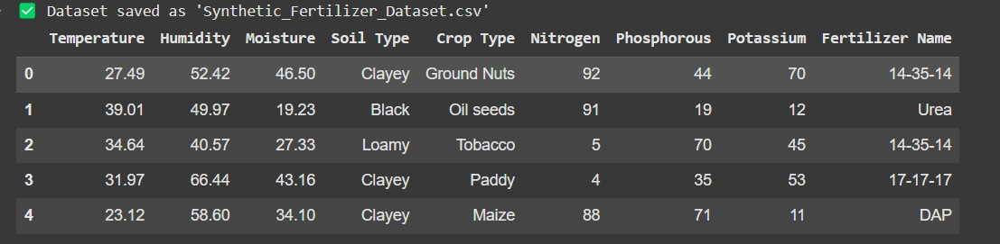 ✅ Dataset saved as 'Synthetic_Fertilizer_Dataset.csv'
Temperature Humidity Moisture Soil Type Crop Type Nitrogen Phosphorous Potassium Fertilizer Name
0 27.49 52.42 46.50 Clayey Ground Nuts 92 44 70 14-35-14
1 39.01 49.97 19.23 Black Oil seeds 91 19 12 Urea
2 34.64 40.57 27.33 Loamy Tobacco 5 70 45 14-35-14
3 31.97 66.44 43.16 Clayey Paddy 4 35 53 17-17-17
4 23.12 58.60 34.10 Clayey Maize 88 71 11 DAP